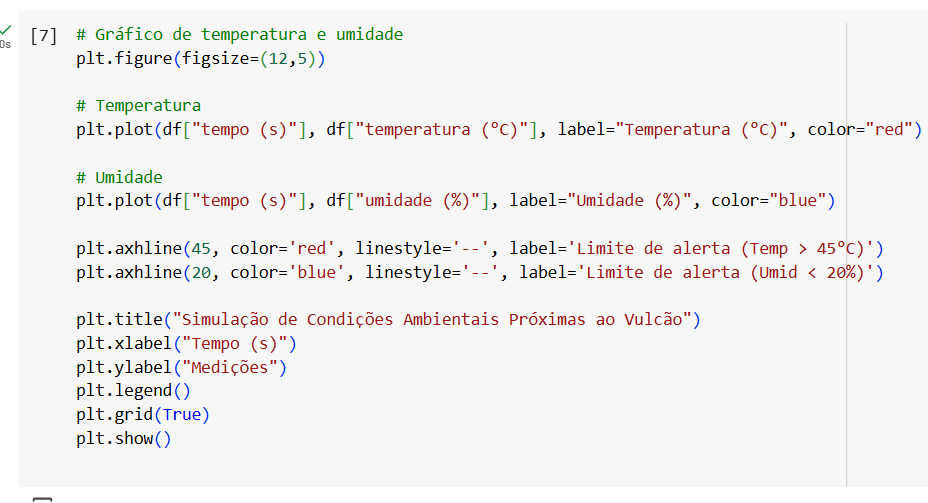 [7] # Gráfico de temperatura e umidade
0s
plt.figure(figsize=(12,5))
# Temperatura
plt.plot(df["tempo (s)"], df["temperatura (°C)"], label="Temperatura (°C)", color="red")
# Umidade
plt.plot(df["tempo (s)"], df["umidade (%)"], label="Umidade (%)", color="blue")
plt.axhline(45, color='red', linestyle='--', label='Limite de alerta (Temp > 45°C)')
plt.axhline(20, color='blue', linestyle='--', label='Limite de alerta (Umid < 20%)')
plt.title("Simulação de Condições Ambientais Próximas ao Vulcão")
plt.xlabel("Tempo (s)")
plt.ylabel("Medições")
plt.legend()
plt.grid(True)
plt.show()